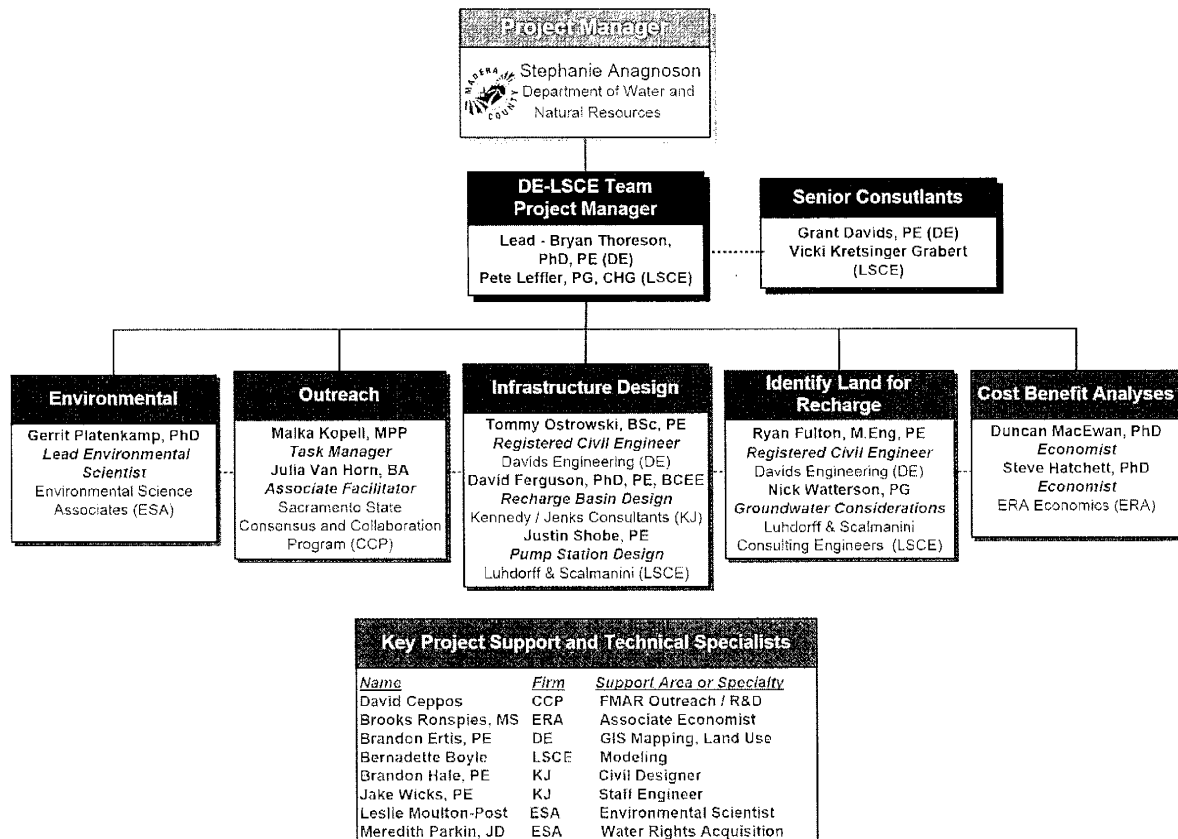 Project Manager
MADERA COUNTY
Stephanie Anagnoson
Department of Water and
Natural Resources
DE-LSCE Team
Project Manager
Lead - Bryan Thoreson,
PhD, PE (DE)
Pete Leffler, PG, CHG (LSCE)
Senior Consutlants
Grant Davids, PE (DE)
Vicki Kretsinger Grabert
(LSCE)
Environmental
Gerrit Platenkamp, PhD
Lead Environmental
Scientist
Environmental Science
Associates (ESA)
Outreach
Malka Kopell, MPP
Task Manager
Julia Van Horn, BA
Associate Facilitator
Sacramento State
Consensus and Collaboration
Program (CCP)
Infrastructure Design
Tommy Ostrowski, BSc, PE
Registered Civil Engineer
Davids Engineering (DE)
David Ferguson, PhD, PE, BCEE
Recharge Basin Design
Kennedy / Jenks Consultants (KJ)
Justin Shobe, PE
Pump Station Design
Luhdorff & Scalmanini (LSCE)
Identify Land for
Recharge
Ryan Fulton, M.Eng, PE
Registered Civil Engineer
Davids Engineering (DE)
Nick Watterson, PG
Groundwater Considerations
Luhdorff & Scalmanini
Consulting Engineers (LSCE)
Cost Benefit Analyses
Duncan MacEwan, PhD
Economist
Steve Hatchett, PhD
Economist
ERA Economics (ERA)
Key Project Support and Technical Specialists
Name Firm Support Area or Specialty
David Ceppos CCP FMAR Outreach / R&D
Brooks Ronspies, MS ERA Associate Economist
Brandon Ertis, PE DE GIS Mapping, Land Use
Bernadette Boyle LSCE Modeling
Brandon Hale, PE KJ Civil Designer
Jake Wicks, PE KJ Staff Engineer
Leslie Moulton-Post ESA Environmental Scientist
Meredith Parkin, JD ESA Water Rights Acquisition